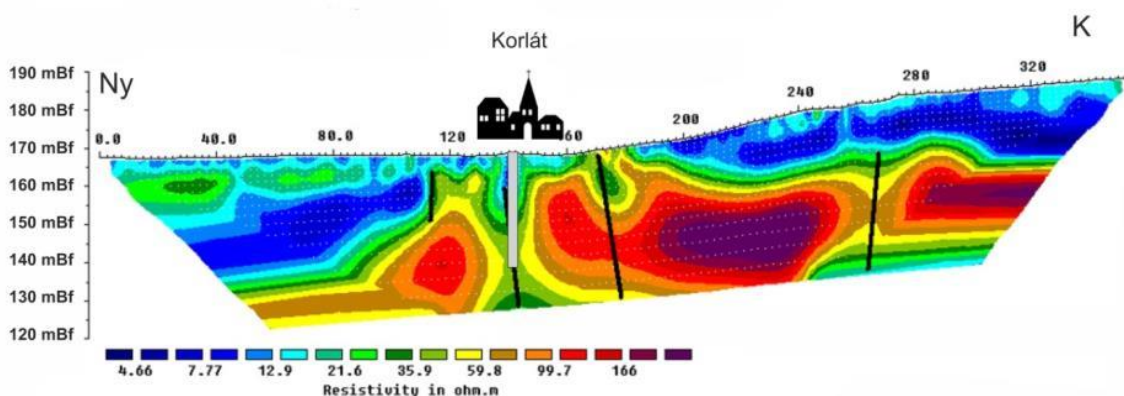 Korlát
K
Ny
190 mBf
180 mBf
170 mBf
160 mBf
150 mBf
140 mBf
130 mBf
120 mBf
0.0 40.0 80.0 120 60 200 240 280 320
4.66 7.77 12.9 21.6 35.9 59.8 99.7 166
Resistivity in ohm.m